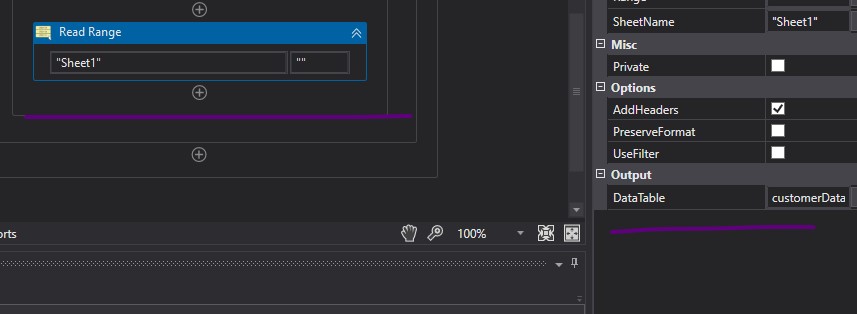 Read Range
"Sheet1"
""
SheetName
"Sheet1"
Misc
Private
Options
AddHeaders
PreserveFormat
UseFilter
Output
DataTable
customerData
orts
100%